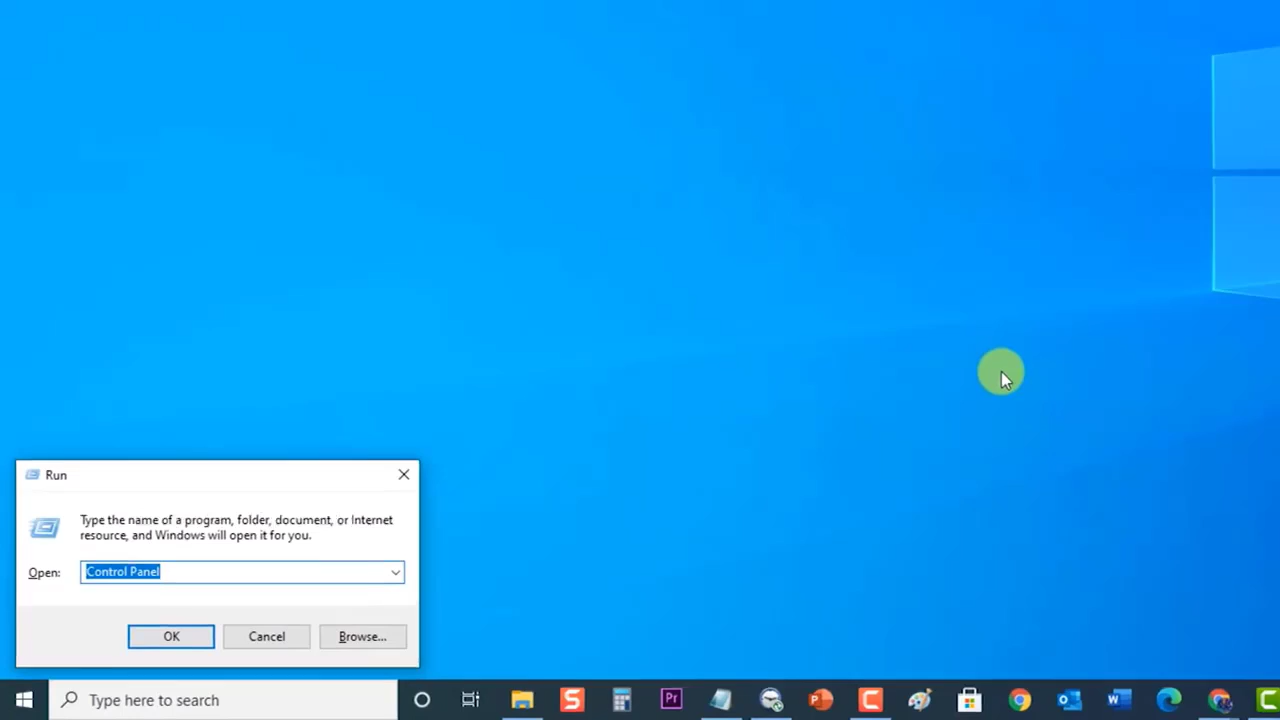 Run
Type the name of a program, folder, document, or Internet
resource, and Windows will open it for you.
Open:
Control Panel
OK
Cancel
Browse...
Type here to search
S
Pr
C
W
C